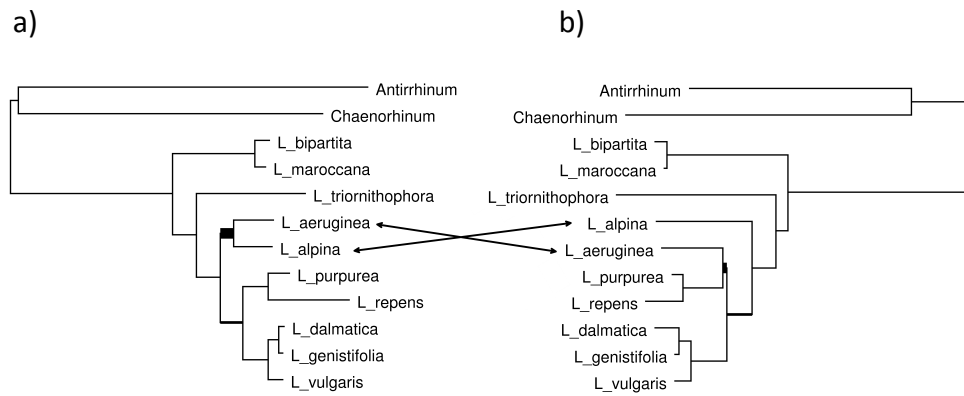 a)
b)
Antirrhinum
Chaenorhinum
L_bipartita
L_maroccana
L_triornithophora
L_aeruginea
L_alpina
L_purpurea
L_repens
L_dalmatica
L_genistifolia
L_vulgaris
Antirrhinum
Chaenorhinum
L_bipartita
L_maroccana
L_triornithophora
L_alpina
L_aeruginea
L_purpurea
L_repens
L_dalmatica
L_genistifolia
L_vulgaris